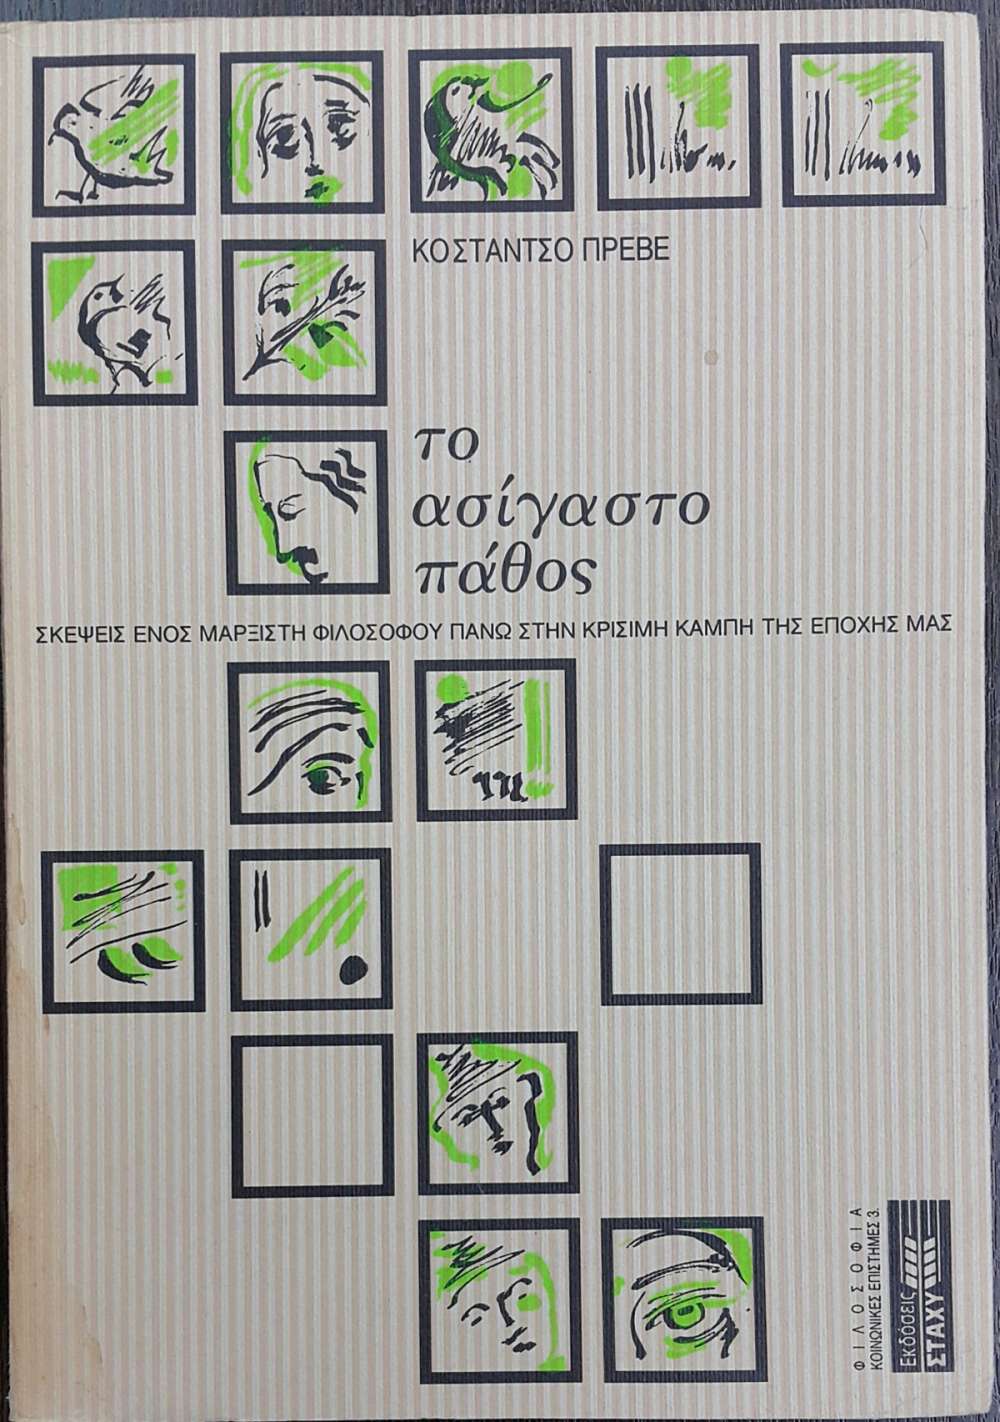 ΚΟΣΤΑΝΤΣΟ ΠΡΕΒΕ
το
ασίγαστο
πάθος
ΣΚΕΨΕΙΣ ΕΝΟΣ ΜΑΡΞΙΣΤΗ ΦΙΛΟΣΟΦΟΥ ΠΑΝΩ ΣΤΗΝ ΚΡΙΣΙΜΗ ΚΑΜΠΗ ΤΗΣ ΕΠΟΧΗΣ ΜΑΣ
ΦΙΛΟΣΟΦΙΑ
ΚΟΙΝΩΝΙΚΕΣ ΕΠΙΣΤΗΜΕΣ 3.
Εκδόσεις
ΣΤΑΧΥ